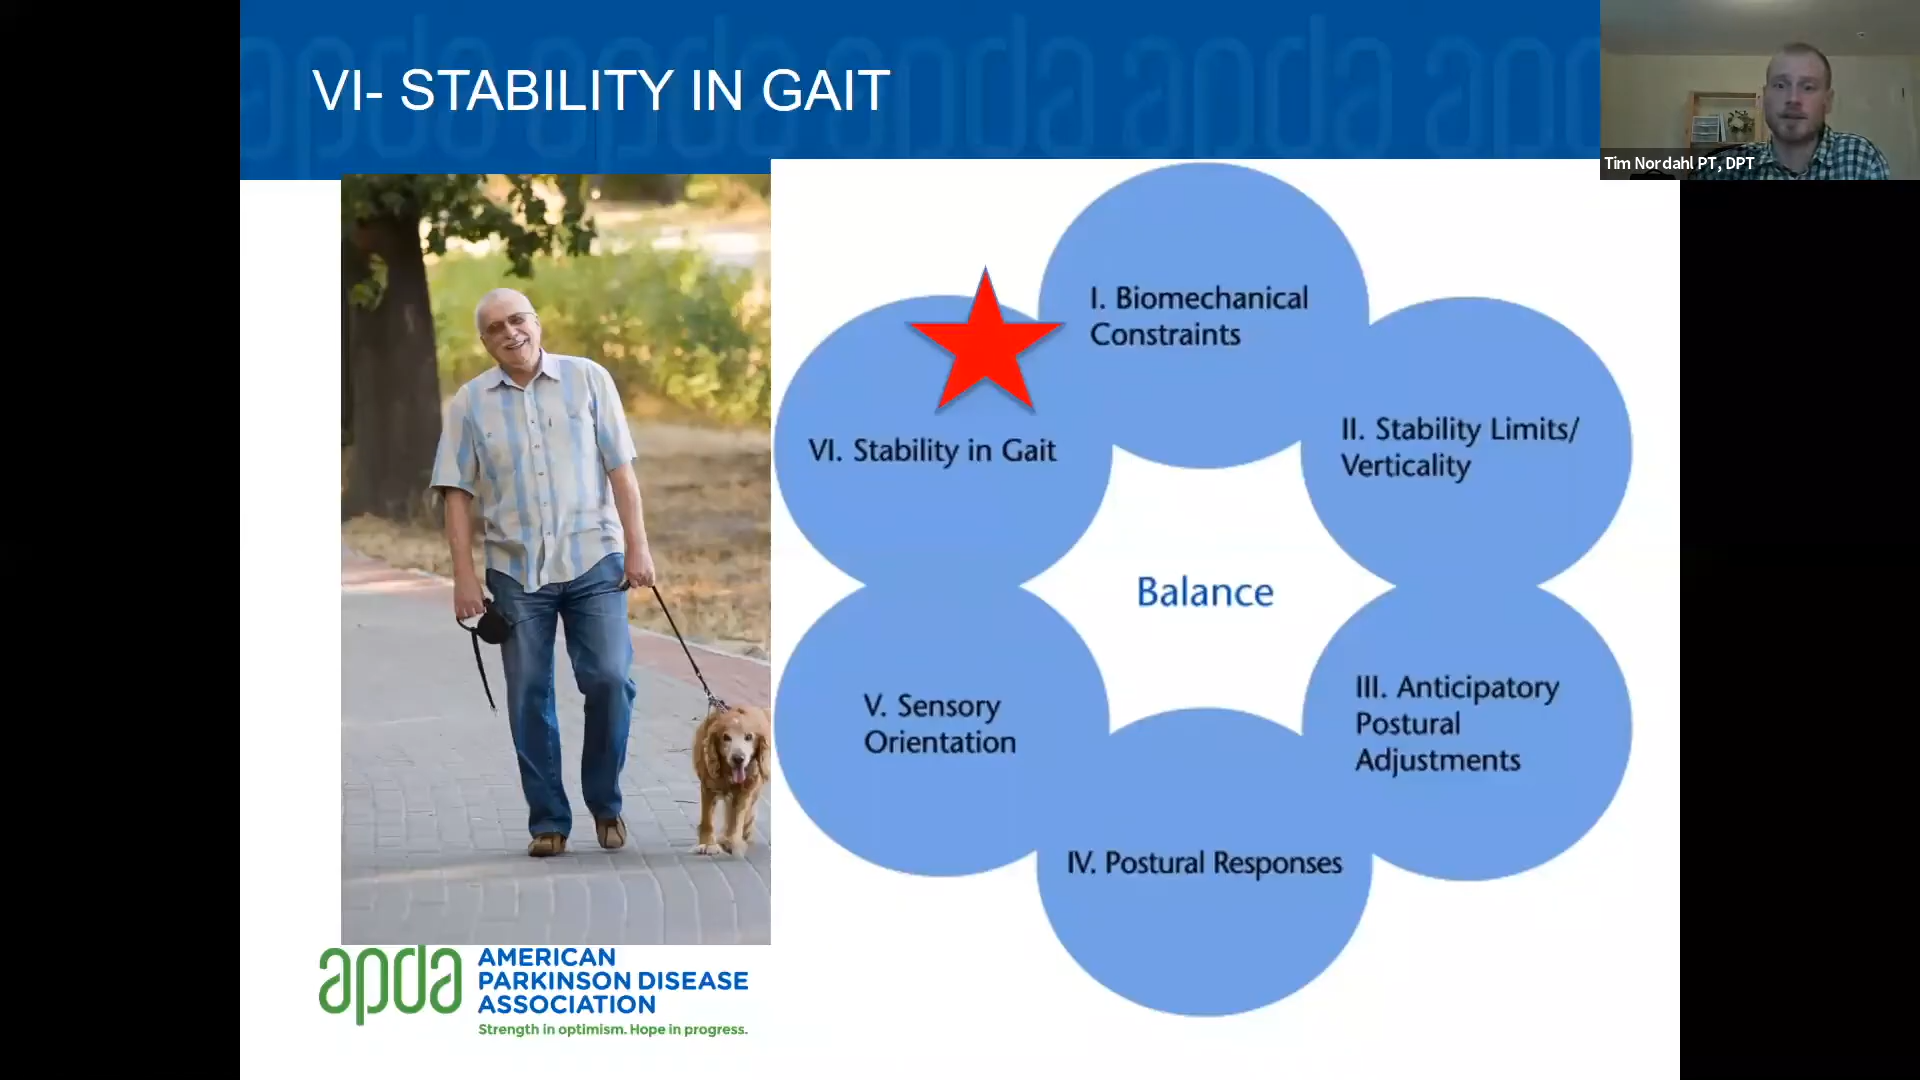 VI- STABILITY IN GAIT
Tim Nordahl PT, DPT
I. Biomechanical
Constraints
II. Stability Limits/
Verticality
VI. Stability in Gait
Balance
III. Anticipatory
Postural
Adjustments
V. Sensory
Orientation
IV. Postural Responses
apda
AMERICAN
PARKINSON DISEASE
ASSOCIATION
Strength in optimism. Hope in progress.